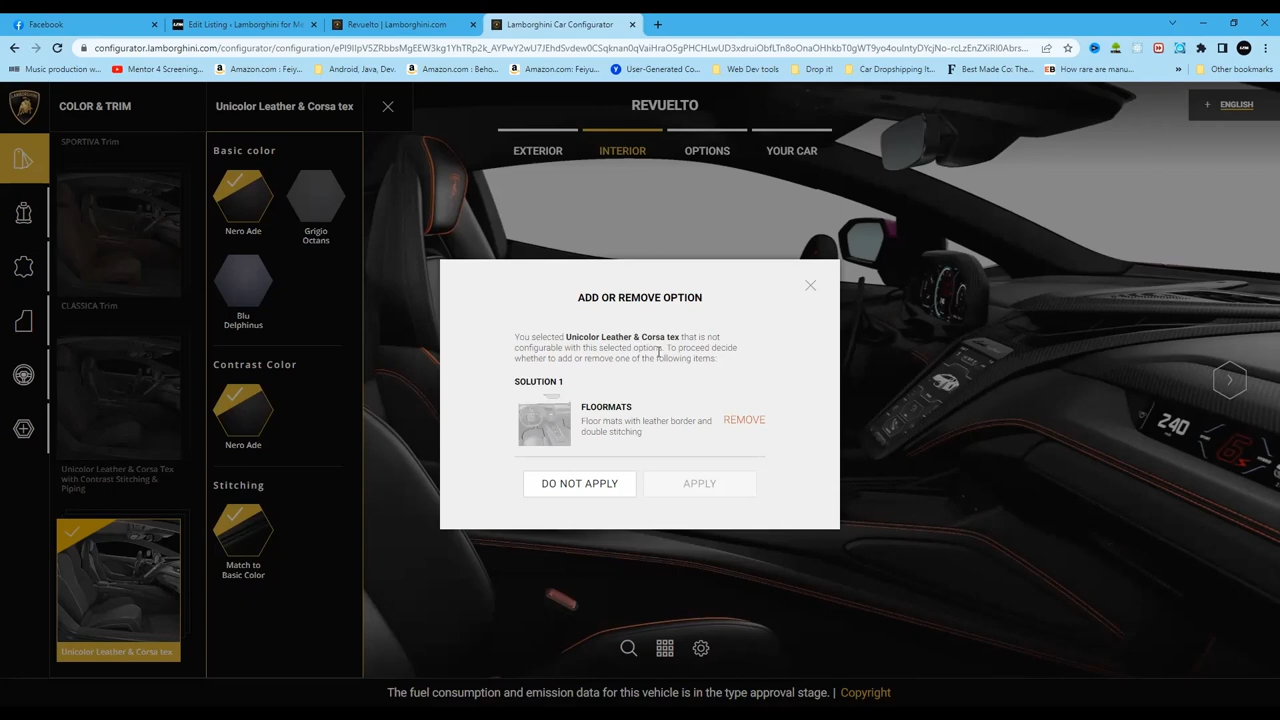 Facebook
Edit Listing ‹ Lamborghini for Me
Revuelto | Lamborghini.com
Lamborghini Car Configurator
configurator.lamborghini.com/configurator/configuration/
Music production w...
Mentor 4 Screening...
Amazon.com : Feiyu...
Android, Java, Dev.
Amazon.com : Beho...
Amazon.com: Feiyu...
User-Generated Co...
Web Dev tools
Drop it!
Car Dropshipping It...
Best Made Co: The...
How rare are manu...
Other bookmarks
COLOR & TRIM
Unicolor Leather & Corsa tex
REVUELTO
+ ENGLISH
EXTERIOR
INTERIOR
OPTIONS
YOUR CAR
SPORTIVA Trim
CLASSICA Trim
Unicolor Leather & Corsa Tex
with Contrast Stitching &
Piping
Unicolor Leather & Corsa tex
Basic color
Nero Ade
Grigio
Octans
Blu
Delphinus
Contrast Color
Nero Ade
Stitching
Match to
Basic Color
ADD OR REMOVE OPTION
You selected Unicolor Leather & Corsa tex that is not
configurable with this selected options. To proceed decide
whether to add or remove one of the following items:
SOLUTION 1
FLOORMATS
Floor mats with leather border and
double stitching
REMOVE
DO NOT APPLY
APPLY
240
6
The fuel consumption and emission data for this vehicle is in the type approval stage. | Copyright